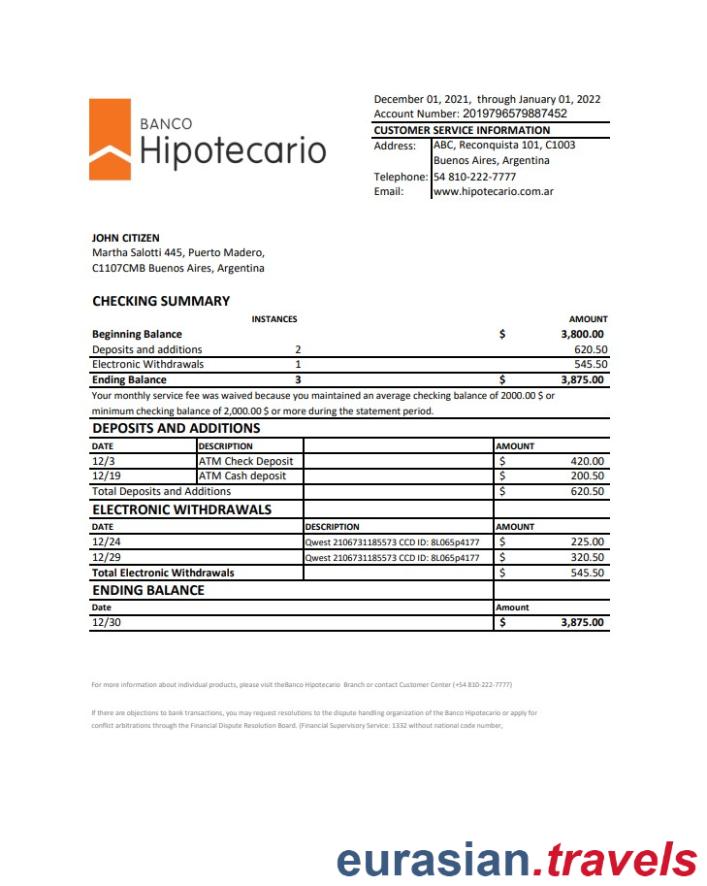 BANCO
Hipotecario
December 01, 2021, through January 01, 2022
Account Number: 2019796579887452
CUSTOMER SERVICE INFORMATION
Address: ABC, Reconquista 101, C1003
Buenos Aires, Argentina
Telephone: 54 810-222-7777
Email: www.hipotecario.com.ar
JOHN CITIZEN
Martha Salotti 445, Puerto Madero,
C1107CMB Buenos Aires, Argentina
CHECKING SUMMARY
INSTANCES AMOUNT
Beginning Balance $ 3,800.00
Deposits and additions 2 620.50
Electronic Withdrawals 1 545.50
Ending Balance 3 $ 3,875.00
Your monthly service fee was waived because you maintained an average checking balance of 2000.00 $ or
minimum checking balance of 2,000.00 $ or more during the statement period.
DEPOSITS AND ADDITIONS
DATE DESCRIPTION AMOUNT
12/3 ATM Check Deposit $ 420.00
12/19 ATM Cash deposit $ 200.50
Total Deposits and Additions $ 620.50
ELECTRONIC WITHDRAWALS
DATE DESCRIPTION AMOUNT
12/24 Qwest 2106731185573 CCD ID: 8L065p4177 $ 225.00
12/29 Qwest 2106731185573 CCD ID: 8L065p4177 $ 320.50
Total Electronic Withdrawals $ 545.50
ENDING BALANCE
Date Amount
12/30 $ 3,875.00
For more information about individual products, please visit theBanco Hipotecario Branch or contact Customer Center (+54 810-222-7777)
If there are objections to bank transactions, you may request resolutions to the dispute handling organization of the Banco Hipotecario or apply for
conflict arbitrations through the Financial Dispute Resolution Board. (Financial Supervisory Service: 1332 without national code number,
eurasian.travels